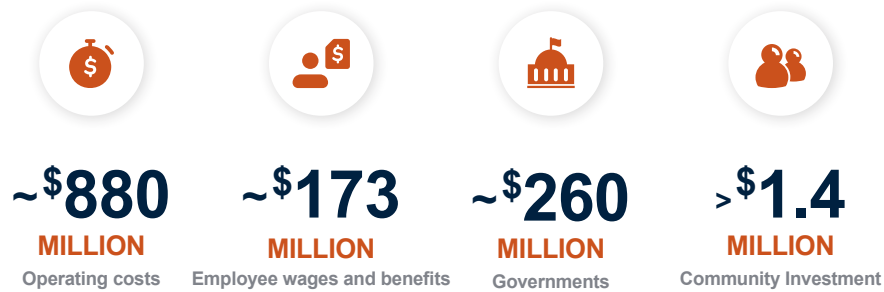 ~$880
MILLION
Operating costs
~$173
MILLION
Employee wages and benefits
~$260
MILLION
Governments
>$1.4
MILLION
Community Investment